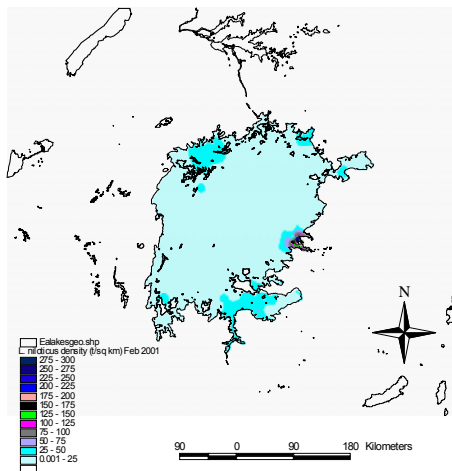 N
Ealakesgeo.shp
L. niloticus density (t/sq km) Feb 2001
275 - 300
250 - 275
225 - 250
200 - 225
175 - 200
150 - 175
125 - 150
100 - 125
75 - 100
50 - 75
25 - 50
0.001 - 25
90 0 90 180 Kilometers